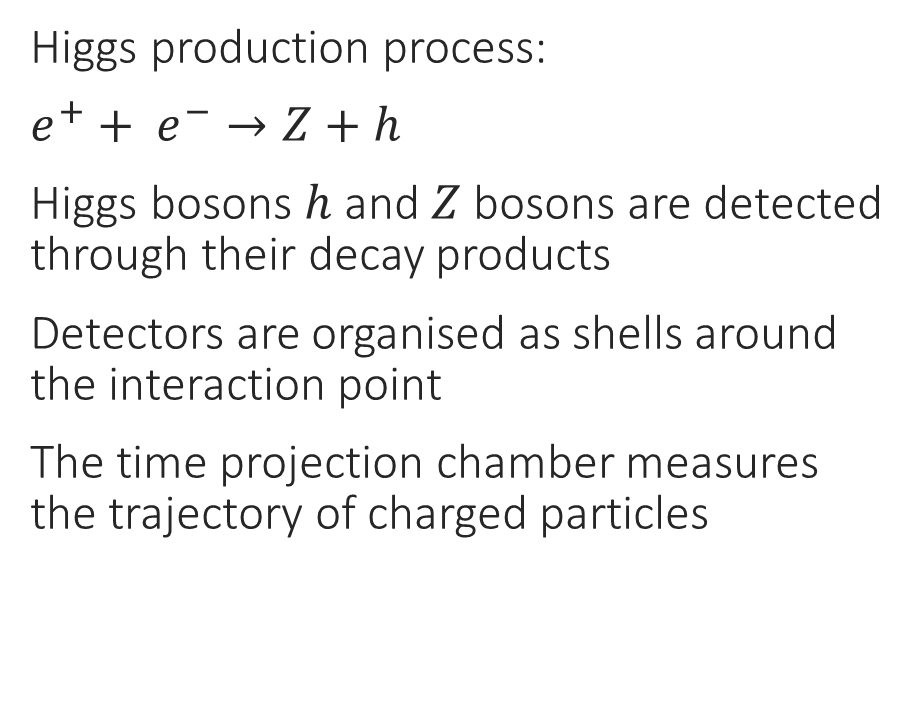 Higgs production process:
e⁺ + e⁻ → Z + h
Higgs bosons h and Z bosons are detected
through their decay products
Detectors are organised as shells around
the interaction point
The time projection chamber measures
the trajectory of charged particles